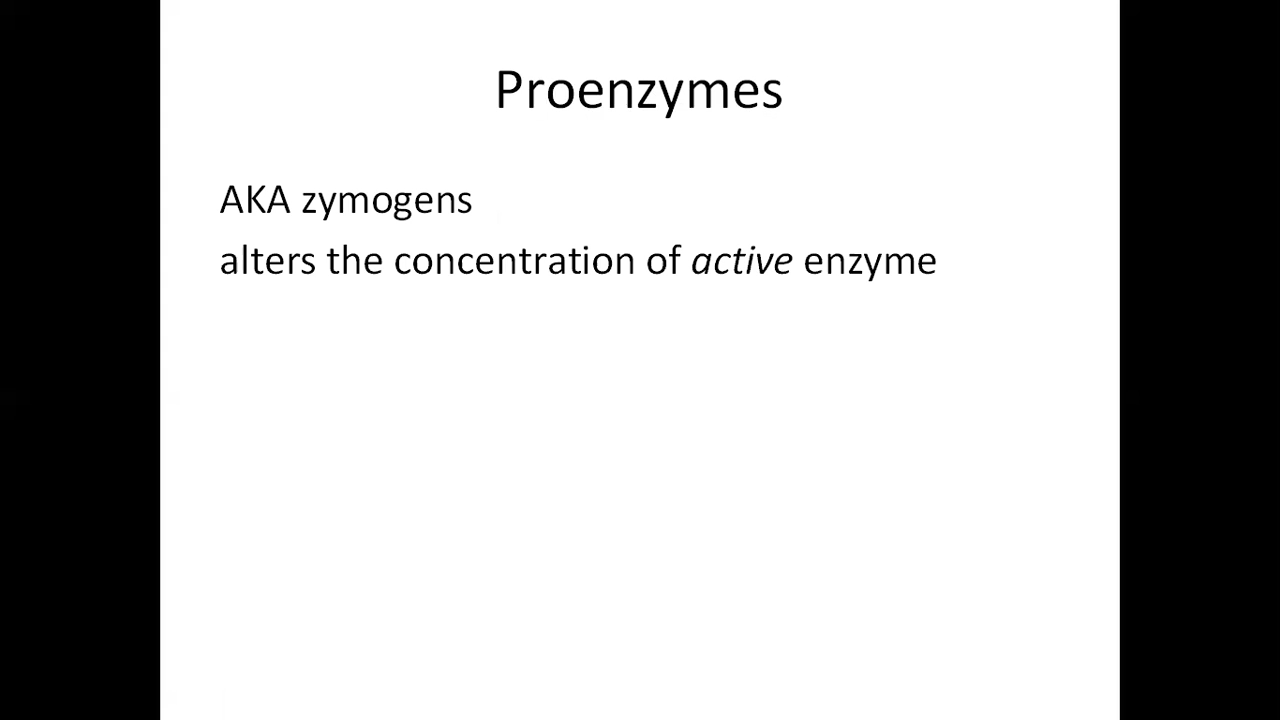 Proenzymes
AKA zymogens
alters the concentration of active enzyme